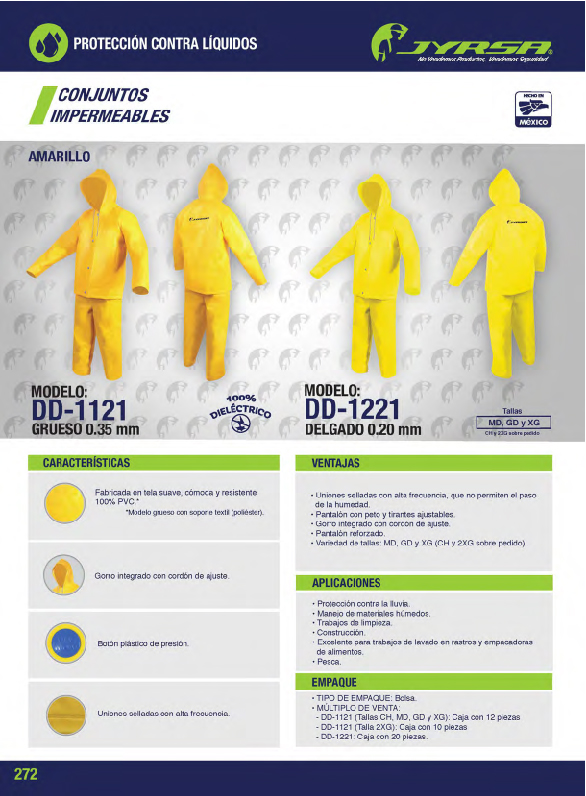 PROTECCIÓN CONTRA LÍQUIDOS
JYRSA®
No Vendemos Productos, Vendemos Seguridad
CONJUNTOS
IMPERMEABLES
HECHO EN
MÉXICO
AMARILLO
JYRSA
JYRSA
MODELO:
DD-1121
GRUESO 0.35 mm
100%
DIELÉCTRICO
MODELO:
DD-1221
DELGADO 0.20 mm
Tallas
MD, GD y XG
CH y 2XG sobre pedido
CARACTERÍSTICAS
Fabricada en tela suave, cómoda y resistente
100% PVC.*
*Modelo grueso con soporte textil (poliéster).
Gorro integrado con cordón de ajuste.
Botón plástico de presión.
Uniones selladas con alta frecuencia.
VENTAJAS
• Uniones selladas con alta frecuencia, que no permiten el paso
de la humedad.
• Pantalón con peto y tirantes ajustables.
• Gorro integrado con cordón de ajuste.
• Pantalón reforzado.
• Variedad de tallas: MD, GD y XG (CH y 2XG sobre pedido)
APLICACIONES
• Protección contra la lluvia.
• Manejo de materiales húmedos.
• Trabajos de limpieza.
• Construcción.
• Excelente para trabajos de lavado en rastros y empacadoras
de alimentos.
• Pesca.
EMPAQUE
• TIPO DE EMPAQUE: Bolsa.
• MÚLTIPLO DE VENTA:
- DD-1121 (Tallas CH, MD, GD y XG): Caja con 12 piezas
- DD-1121 (Talla 2XG): Caja con 10 piezas
- DD-1221: Caja con 20 piezas.
272